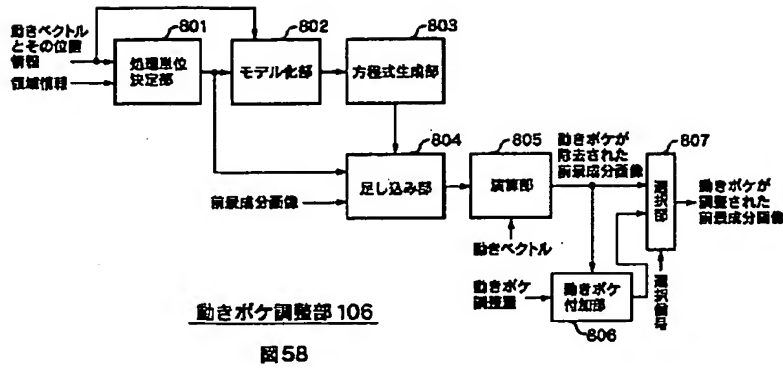 動きベクトル
とその位置
情報
領域情報
801
処理単位
決定部
802
モデル化部
803
方程式生成部
804
足し込み部
前景成分画像
805
演算部
動きベクトル
動きボケが
除去された
前景成分画像
動きボケ
調整量
動きボケ
付加部
806
807
選択部
選択信号
動きボケが
調整された
前景成分画像
動きボケ調整部106
図58